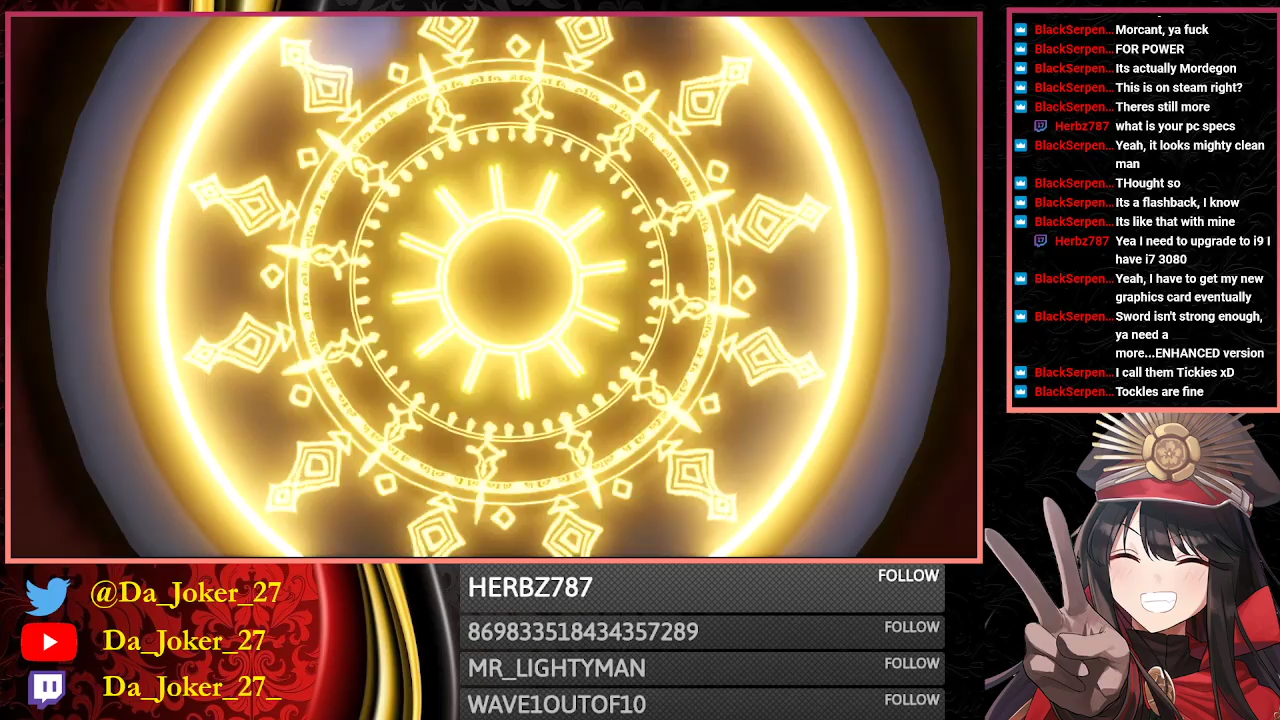 BlackSerpen... Morcant, ya fuck
BlackSerpen... FOR POWER
BlackSerpen... Its actually Mordegon
BlackSerpen... This is on steam right?
BlackSerpen... Theres still more
Herbz787 what is your pc specs
BlackSerpen... Yeah, it looks mighty clean
man
BlackSerpen... THought so
BlackSerpen... Its a flashback, I know
BlackSerpen... Its like that with mine
Herbz787 Yea I need to upgrade to i9 I
have i7 3080
BlackSerpen... Yeah, I have to get my new
graphics card eventually
BlackSerpen... Sword isn't strong enough,
ya need a
more...ENHANCED version
BlackSerpen... I call them Tickies xD
BlackSerpen... Tockles are fine
@Da_Joker_27
Da_Joker_27
Da_Joker_27_
HERBZ787 FOLLOW
869833518434357289 FOLLOW
MR_LIGHTYMAN FOLLOW
WAVE1OUTOF10 FOLLOW